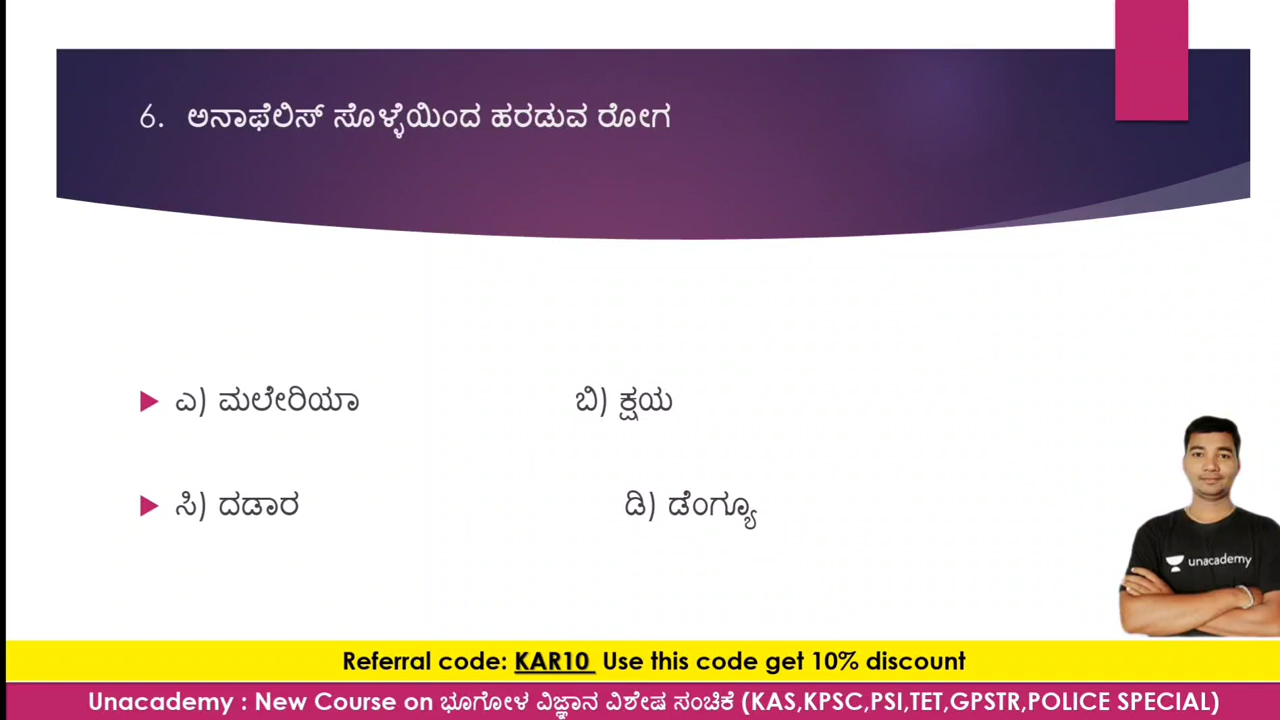 6. ಅನಾಫೆಲಿಸ್ ಸೊಳ್ಳೆಯಿಂದ ಹರಡುವ ರೋಗ
ಎ) ಮಲೇರಿಯಾ ಬಿ) ಕ್ಷಯ
ಸಿ) ದಡಾರ ಡಿ) ಡೆಂಗ್ಯೂ
unacademy
Referral code: KAR10 Use this code get 10% discount
Unacademy : New Course on ಭೂಗೋಳ ವಿಜ್ಞಾನ ವಿಶೇಷ ಸಂಚಿಕೆ (KAS,KPSC,PSI,TET,GPSTR,POLICE SPECIAL)